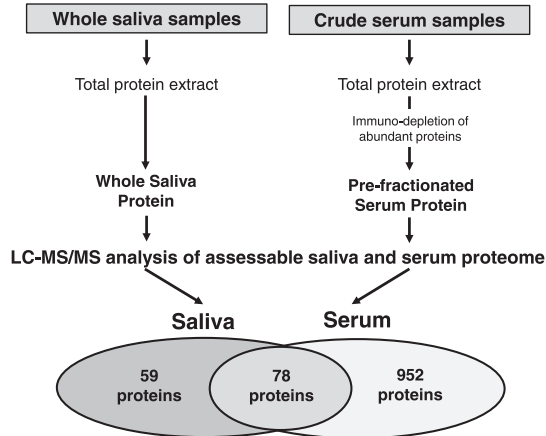 Whole saliva samples
Crude serum samples
Total protein extract
Total protein extract
Immuno-depletion of
abundant proteins
Whole Saliva
Protein
Pre-fractionated
Serum Protein
LC-MS/MS analysis of assessable saliva and serum proteome
Saliva
Serum
59
proteins
78
proteins
952
proteins